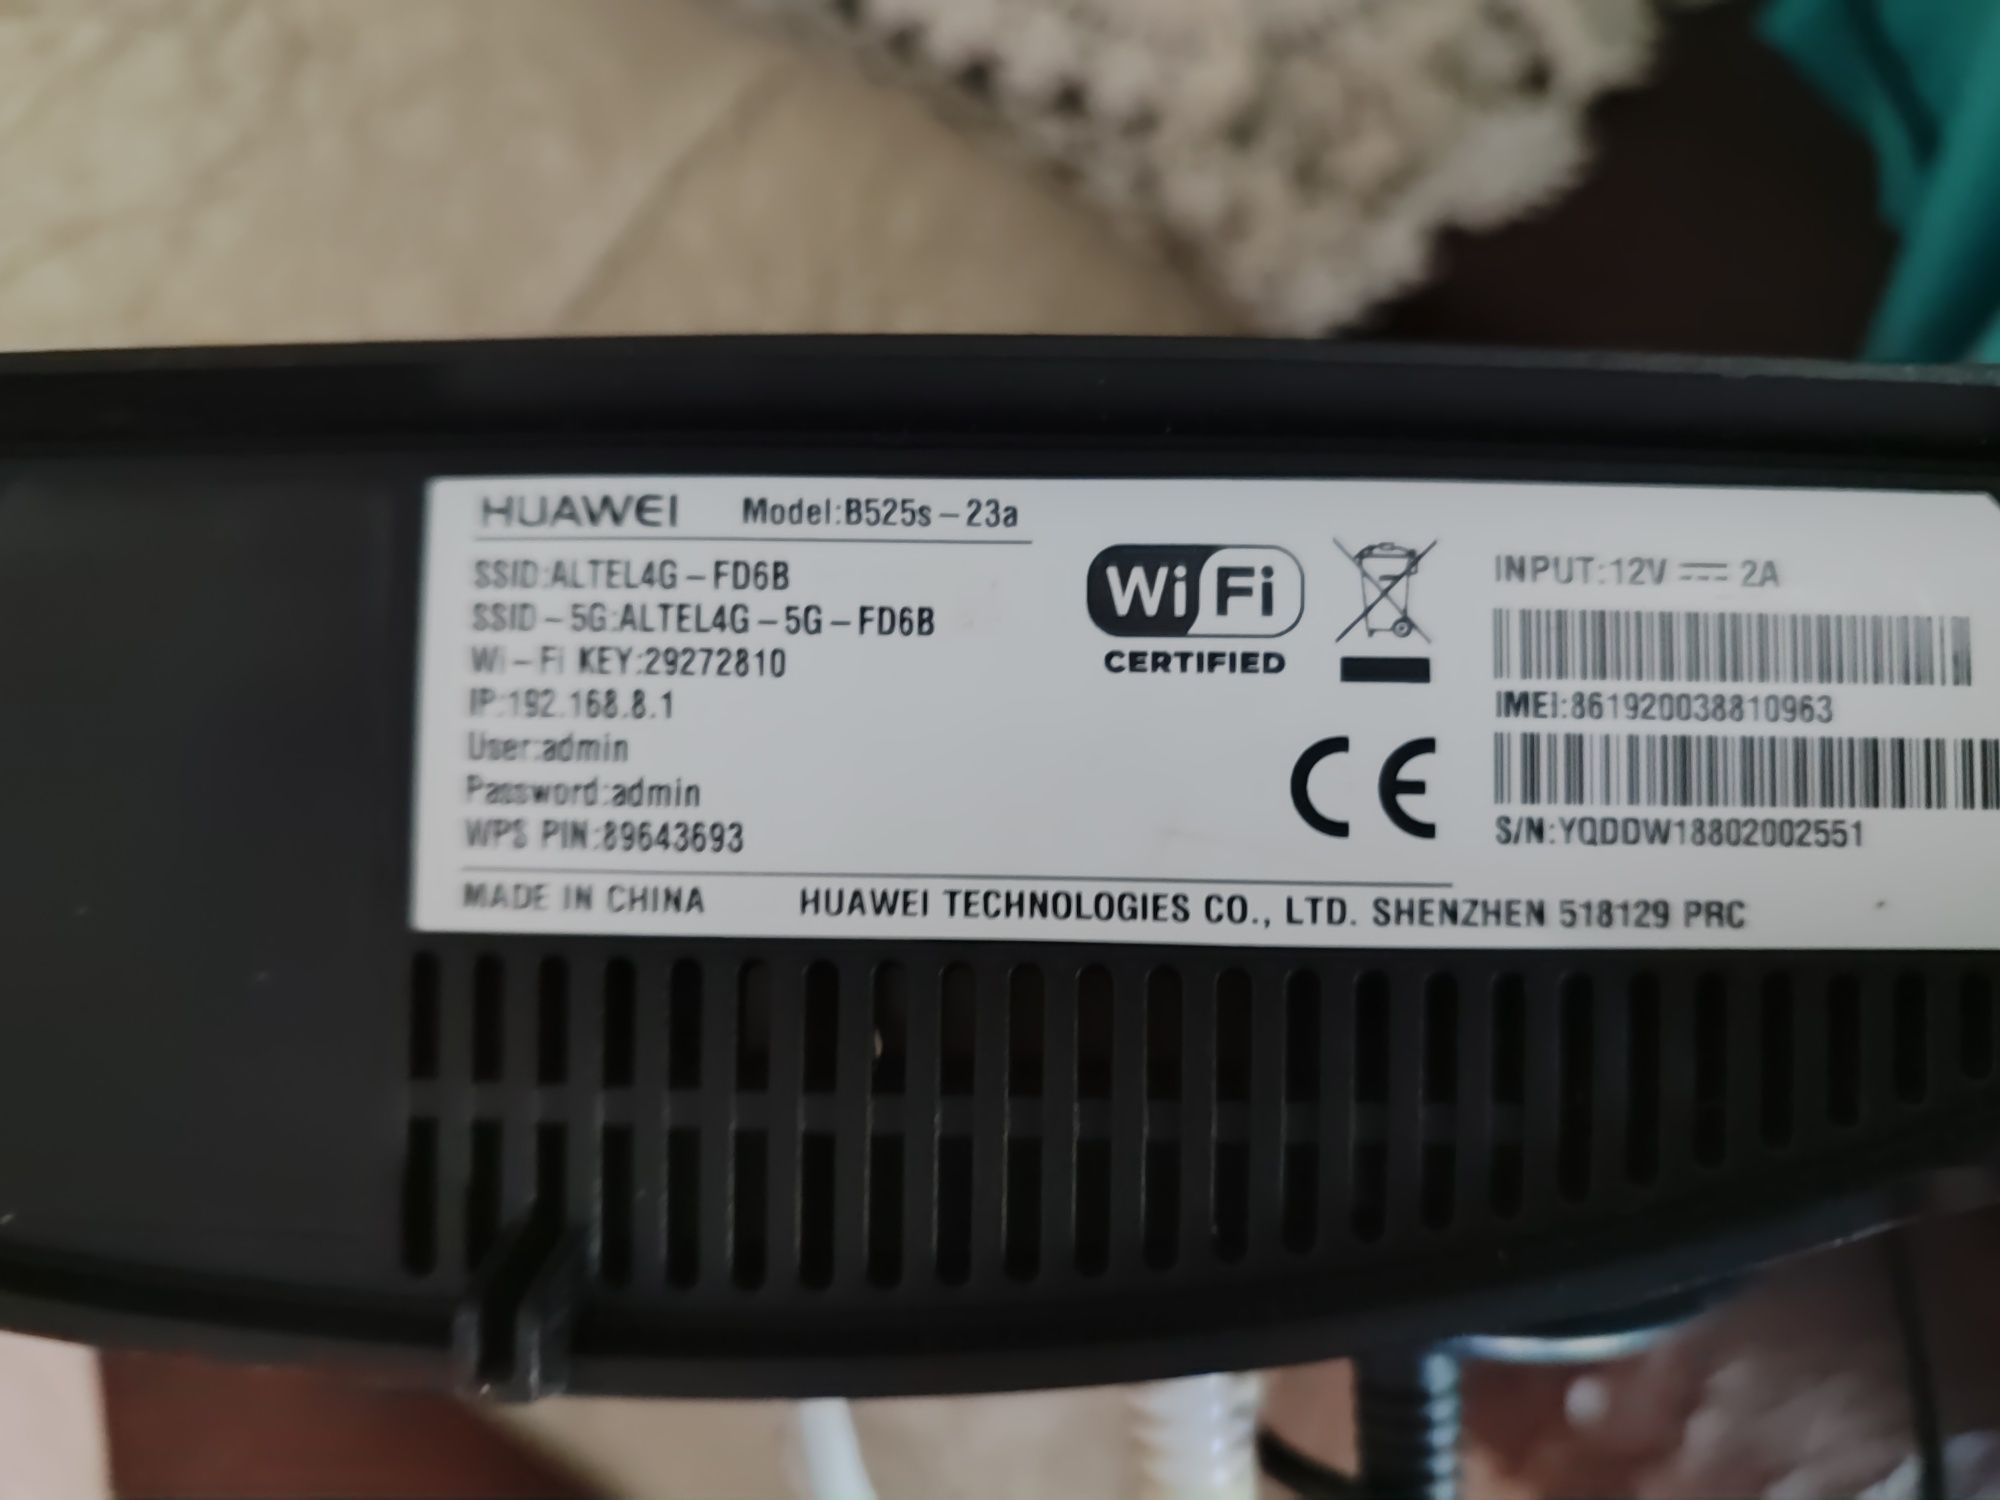 HUAWEI Model:B525s-23a
SSID:ALTEL4G-FD6B
SSID-5G:ALTEL4G-5G-FD6B
Wi-Fi KEY:29272810
IP:192.168.8.1
User:admin
Password:admin
WPS PIN:89643693
MADE IN CHINA HUAWEI TECHNOLOGIES CO., LTD. SHENZHEN 518129 PRC
Wi Fi
CERTIFIED
CE
INPUT:12V ⎓ 2A
IMEI:861920038810963
S/N:YQDDW18802002551